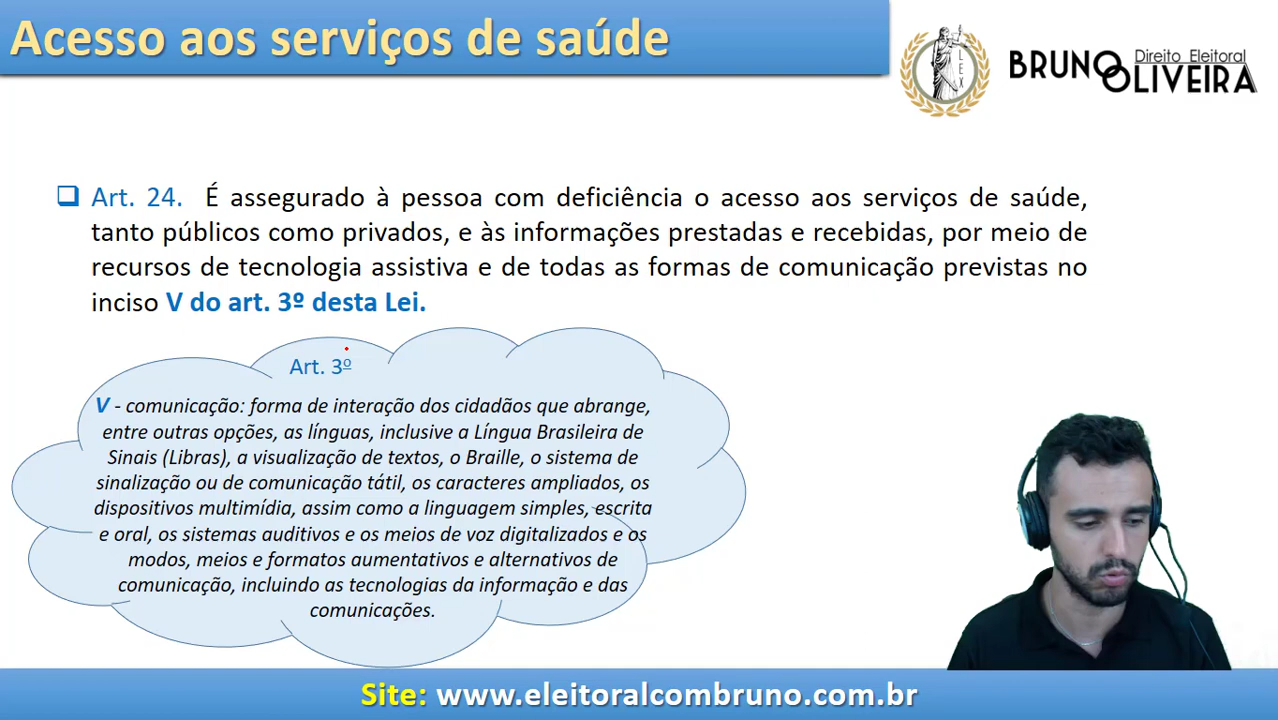 Acesso aos serviços de saúde
LEX
BRUNO OLIVEIRA
Direito Eleitoral
❑ Art. 24. É assegurado à pessoa com deficiência o acesso aos serviços de saúde,
tanto públicos como privados, e às informações prestadas e recebidas, por meio de
recursos de tecnologia assistiva e de todas as formas de comunicação previstas no
inciso V do art. 3º desta Lei.
Art. 3º
V - comunicação: forma de interação dos cidadãos que abrange,
entre outras opções, as línguas, inclusive a Língua Brasileira de
Sinais (Libras), a visualização de textos, o Braille, o sistema de
sinalização ou de comunicação tátil, os caracteres ampliados, os
dispositivos multimídia, assim como a linguagem simples, escrita
e oral, os sistemas auditivos e os meios de voz digitalizados e os
modos, meios e formatos aumentativos e alternativos de
comunicação, incluindo as tecnologias da informação e das
comunicações.
Site: www.eleitoralcombruno.com.br